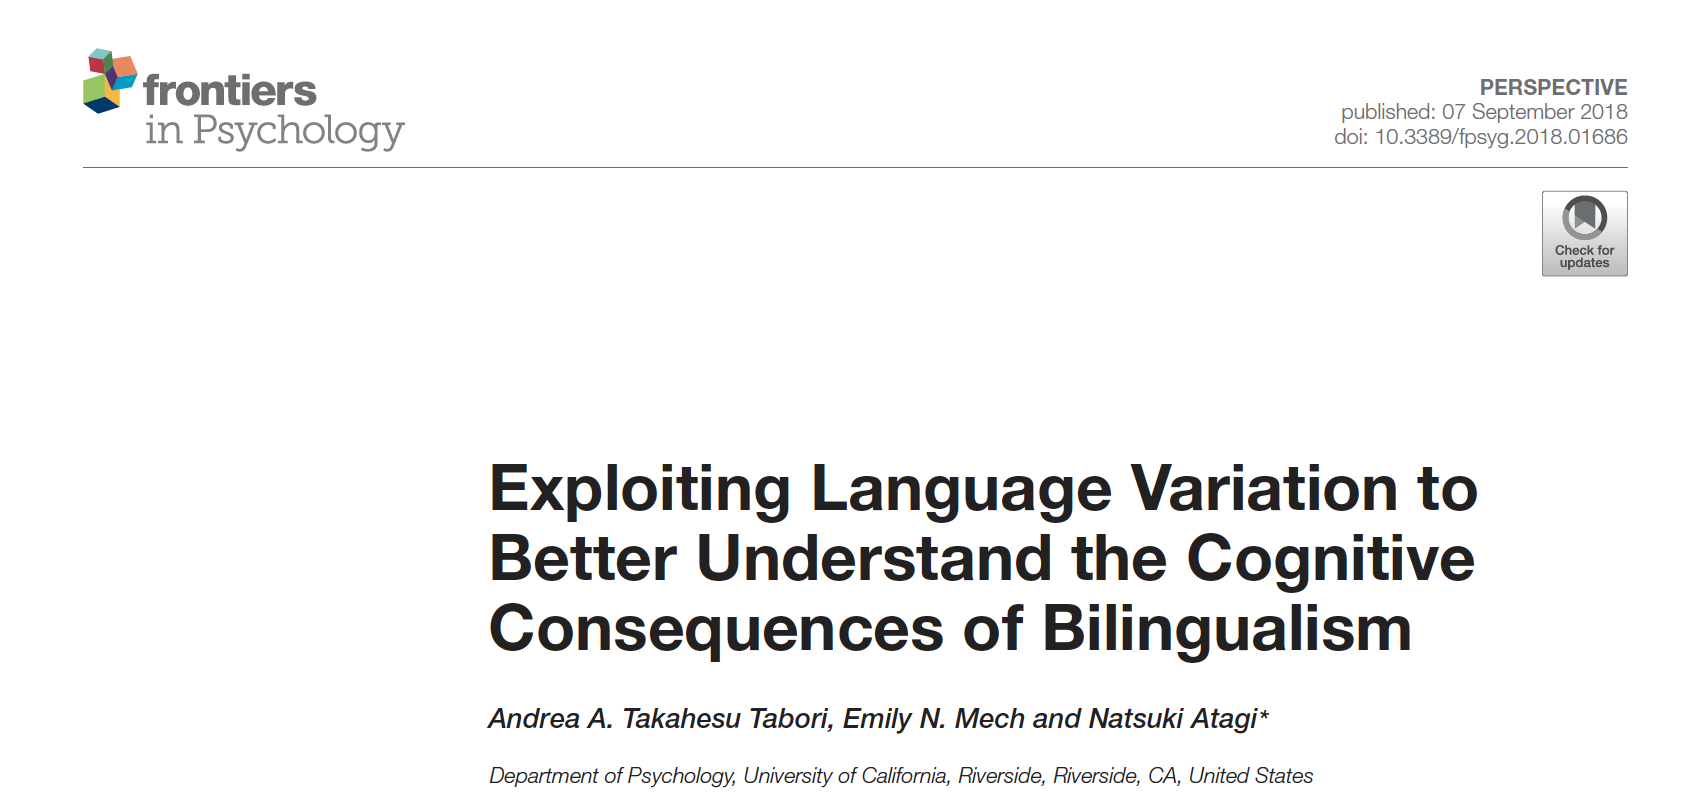 frontiers
in Psychology
PERSPECTIVE
published: 07 September 2018
doi: 10.3389/fpsyg.2018.01686
Check for
updates
Exploiting Language Variation to
Better Understand the Cognitive
Consequences of Bilingualism
Andrea A. Takahesu Tabori, Emily N. Mech and Natsuki Atagi*
Department of Psychology, University of California, Riverside, Riverside, CA, United States